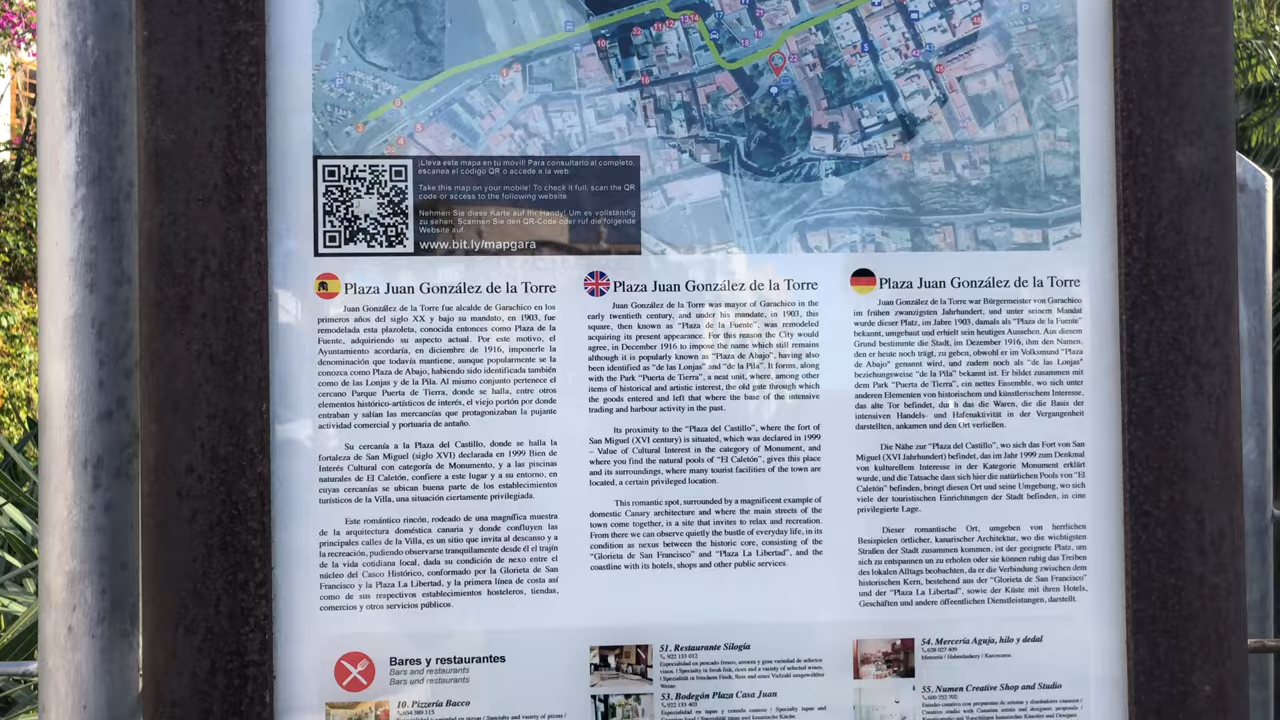 ¡Lleva este mapa en tu móvil! Para consultarlo al completo,
escanea el código QR o accede a la web.
Take this map on your mobile! To check it full, scan the QR
code or access to the following website.
Nehmen Sie diese Karte auf Ihr Handy! Um es vollständig
zu sehen. Scannen Sie den QR-Code oder ruf die folgende
Website auf.
www.bit.ly/mapgara
Plaza Juan González de la Torre
Juan González de la Torre fue alcalde de Garachico en los
primeros años del siglo XX y bajo su mandato, en 1903, fue
remodelada esta plazoleta, conocida entonces como Plaza de la
Fuente, adquiriendo su aspecto actual. Por este motivo, el
Ayuntamiento acordaría, en diciembre de 1916, imponerle la
denominación que todavía mantiene, aunque popularmente se la
conozca como Plaza de Abajo, habiendo sido identificada también
como de las Lonjas y de la Pila. Al mismo conjunto pertenece el
cercano Parque Puerta de Tierra, donde se halla, entre otros
elementos histórico-artísticos de interés, el viejo portón por donde
entraban y salían las mercancías que protagonizaban la pujante
actividad comercial y portuaria de antaño.
Su cercanía a la Plaza del Castillo, donde se halla la
fortaleza de San Miguel (siglo XVI) declarada en 1999 Bien de
Interés Cultural con categoría de Monumento, y a las piscinas
naturales de El Caletón, confiere a este lugar y a su entorno, en
cuyas cercanías se ubican buena parte de los establecimientos
turísticos de la Villa, una situación ciertamente privilegiada.
Este romántico rincón, rodeado de una magnífica muestra
de la arquitectura doméstica canaria y donde confluyen las
principales calles de la Villa, es un sitio que invita al descanso y a
la recreación, pudiendo observarse tranquilamente desde él el trajín
de la vida cotidiana local, dada su condición de nexo entre el
núcleo del Casco Histórico, conformado por la Glorieta de San
Francisco y la Plaza La Libertad, y la primera línea de costa así
como de sus respectivos establecimientos hosteleros, tiendas,
comercios y otros servicios públicos.
Plaza Juan González de la Torre
Juan González de la Torre was mayor of Garachico in the
early twentieth century, and under his mandate, in 1903, this
square, then known as “Plaza de la Fuente”, was remodeled
acquiring its present appearance. For this reason the City would
agree, in December 1916 to impose the name which still remains
although it is popularly known as “Plaza de Abajo”, having also
been identified as “de las Lonjas” and “de la Pila”. It forms, along
with the Park “Puerta de Tierra”, a neat unit, where, among other
items of historical and artistic interest, the old gate through which
the goods entered and left that where the base of the intensive
trading and harbour activity in the past.
Its proximity to the “Plaza del Castillo”, where the fort of
San Miguel (XVI century) is situated, which was declared in 1999
– Value of Cultural Interest in the category of Monument, and
where you find the natural pools of “El Caletón”, gives this place
and its surroundings, where many tourist facilities of the town are
located, a certain privileged location.
This romantic spot, surrounded by a magnificent example of
domestic Canary architecture and where the main streets of the
town come together, is a site that invites to relax and recreation.
From there we can observe quietly the bustle of everyday life, in its
condition as nexus between the historic core, consisting of the
“Glorieta de San Francisco” and “Plaza La Libertad”, and the
coastline with its hotels, shops and other public services.
Plaza Juan González de la Torre
Juan González de la Torre war Bürgermeister von Garachico
im frühen zwanzigsten Jahrhundert, und unter seinem Mandat
wurde dieser Platz, im Jahre 1903, damals als “Plaza de la Fuente”
bekannt, umgebaut und erhielt sein heutiges Aussehen. Aus diesem
Grund bestimmte die Stadt, im Dezember 1916, ihm den Namen,
den er heute noch trägt, zu geben, obwohl er im Volksmund “Plaza
de Abajo” genannt wird, und zudem noch als “de las Lonjas”
beziehungsweise “de la Pila” bekannt ist. Er bildet zusammen mit
dem Park “Puerta de Tierra”, ein nettes Ensemble, wo sich unter
anderen Elementen von historischem und künstlerischem Interesse,
das alte Tor befindet, durch das die Waren, die die Basis der
intensiven Handels- und Hafenaktivität in der Vergangenheit
darstellten, ankamen und den Ort verließen.
Die Nähe zur “Plaza del Castillo”, wo sich das Fort von San
Miguel (XVI Jahrhundert) befindet, das im Jahr 1999 zum Denkmal
von kulturellem Interesse in der Kategorie Monument erklärt
wurde, und die Tatsache dass sich hier die natürlichen Pools von “El
Caletón” befinden, bringt diesen Ort und seine Umgebung, wo sich
viele der touristischen Einrichtungen der Stadt befinden, in eine
privilegierte Lage.
Dieser romantische Ort, umgeben von herrlichen
Beispielen örtlicher, kanarischer Architektur, wo die wichtigsten
Straßen der Stadt zusammen kommen, ist der geeignete Platz, um
sich zu entspannen un zu erholen oder sie können ruhig das Treiben
des lokalen Alltags beobachten, da er die Verbindung zwischen dem
historischen Kern, bestehend aus der “Glorieta de San Francisco”
und der “Plaza La Libertad”, sowie der Küste mit ihren Hotels,
Geschäften und andere öffentlichen Dienstleistungen, darstellt.
Bares y restaurantes
Bars and restaurants
Bars und restaurants
10. Pizzería Bacco
654 589 315
51. Restaurante Silogía
922 133 012
Especialidad en pescado fresco, arroces y gran variedad de selectos
vinos. | Specialty in fresh fish, rices and a variety of selected wines.
53. Bodegón Plaza Casa Juan
922 133 403
54. Mercería Aguja, hilo y dedal
628 027 409
Mercería / Haberdashery / Kurzwaren.
55. Numen Creative Shop and Studio
600 252 702